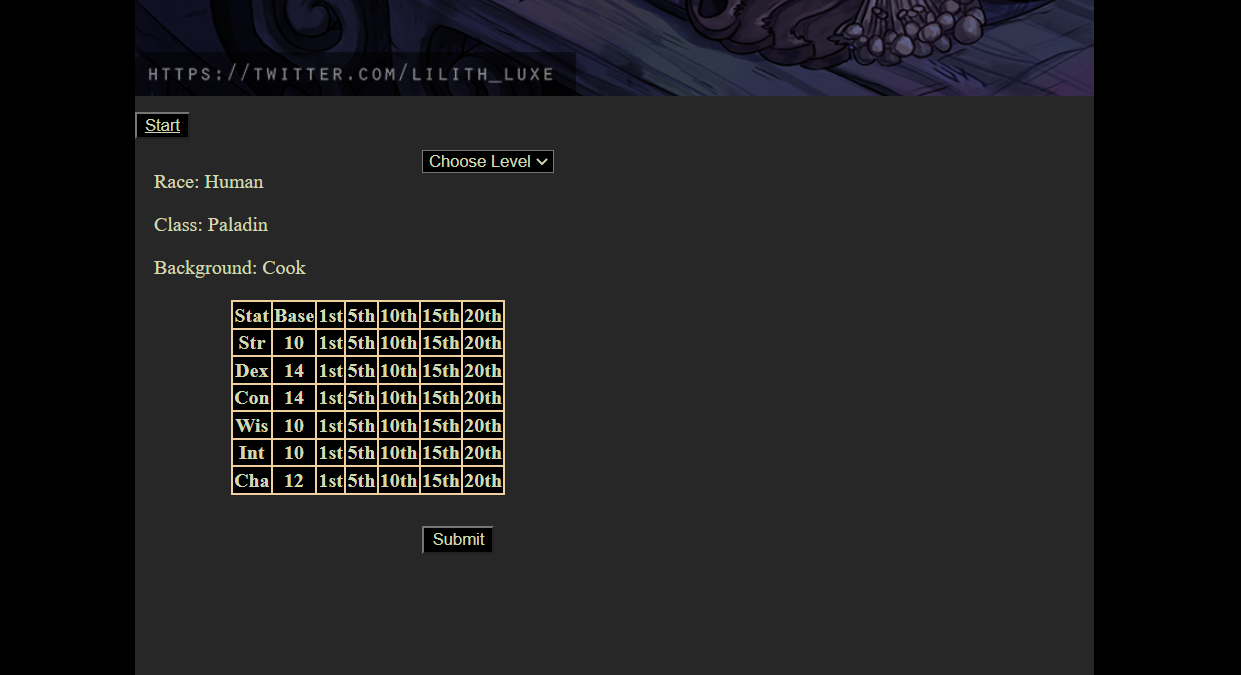 HTTPS://TWITTER.COM/LILITH_LUXE
Start
Choose Level
Race: Human
Class: Paladin
Background: Cook
Stat Base 1st 5th 10th 15th 20th
Str 10 1st 5th 10th 15th 20th
Dex 14 1st 5th 10th 15th 20th
Con 14 1st 5th 10th 15th 20th
Wis 10 1st 5th 10th 15th 20th
Int 10 1st 5th 10th 15th 20th
Cha 12 1st 5th 10th 15th 20th
Submit